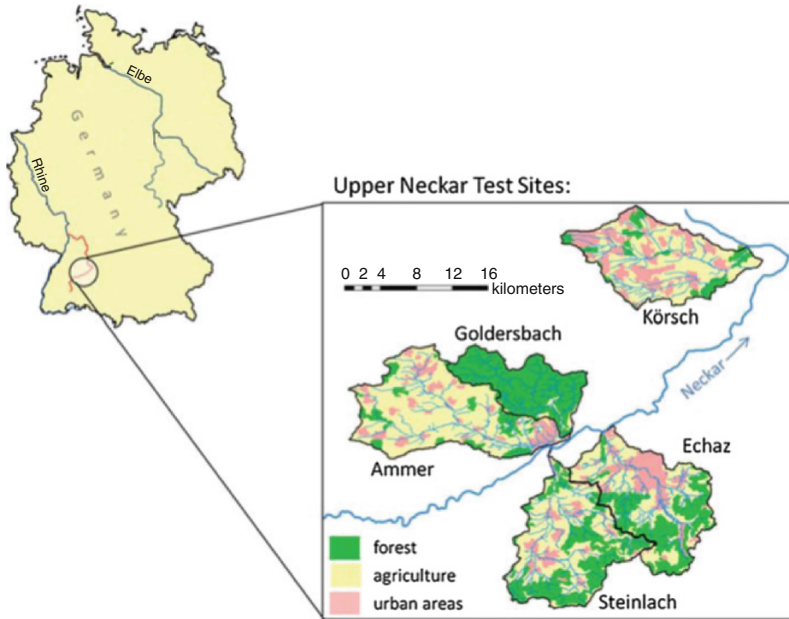 Elbe
Germany
Rhine
Upper Neckar Test Sites:
0 2 4 8 12 16
kilometers
Körsch
Goldersbach
Neckar
Echaz
Ammer
forest
agriculture
urban areas
Steinlach